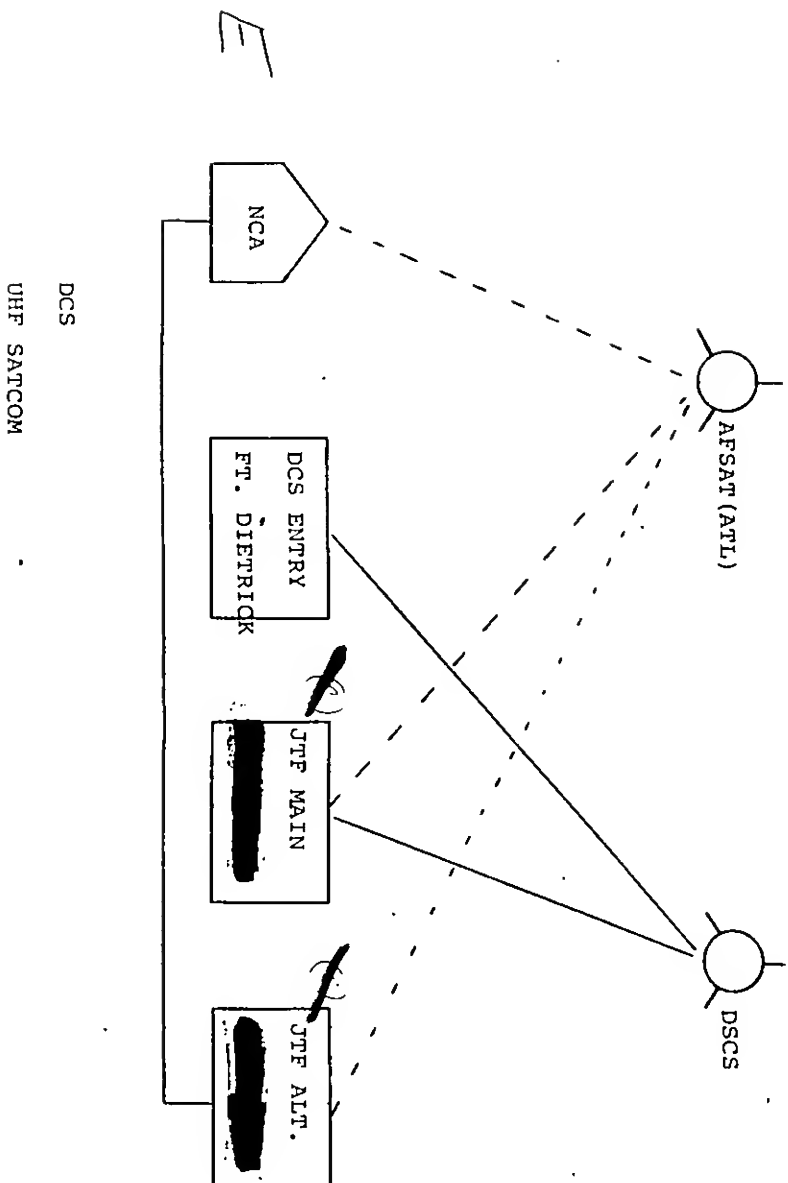 AFSAT(ATL)
DSCS
E
NCA
DCS ENTRY
FT. DIETRICK
JTF MAIN
JTF ALT.
DCS
UHF SATCOM